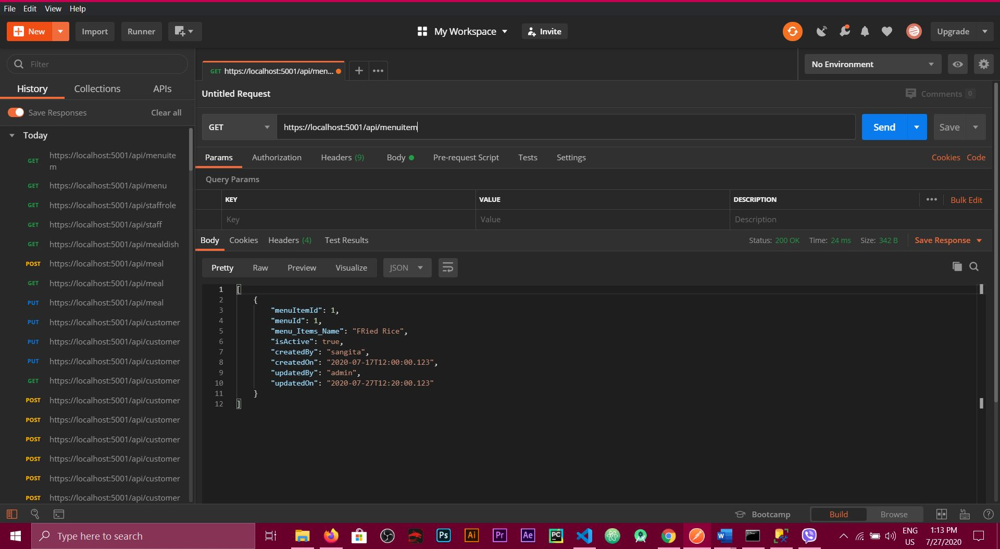 File Edit View Help
New Import Runner My Workspace Invite Upgrade
Filter
History Collections APIs
Save Responses Clear all
Today
GET https://localhost:5001/api/menuite
m
GET https://localhost:5001/api/menu
GET https://localhost:5001/api/staffrole
GET https://localhost:5001/api/staff
GET https://localhost:5001/api/mealdish
POST https://localhost:5001/api/meal
GET https://localhost:5001/api/meal
PUT https://localhost:5001/api/meal
PUT https://localhost:5001/api/customer
PUT https://localhost:5001/api/customer
PUT https://localhost:5001/api/customer
GET https://localhost:5001/api/customer
POST https://localhost:5001/api/customer
POST https://localhost:5001/api/customer
POST https://localhost:5001/api/customer
POST https://localhost:5001/api/customer
POST https://localhost:5001/api/customer
POST https://localhost:5001/api/customer
GET https://localhost:5001/api/men...
No Environment
Untitled Request Comments 0
GET https://localhost:5001/api/menuitem Send Save
Params Authorization Headers (9) Body Pre-request Script Tests Settings Cookies Code
Query Params
KEY VALUE DESCRIPTION Bulk Edit
Key Value Description
Body Cookies Headers (4) Test Results Status: 200 OK Time: 24 ms Size: 342 B Save Response
Pretty Raw Preview Visualize JSON
1 [
2 {
3 "menuItemId": 1,
4 "menuId": 1,
5 "menu_Items_Name": "FRied Rice",
6 "isActive": true,
7 "createdBy": "sangita",
8 "createdOn": "2020-07-17T12:00:00.123",
9 "updatedBy": "admin",
10 "updatedOn": "2020-07-27T12:20:00.123"
11 }
12 ]
Bootcamp Build Browse
Type here to search
Ps Ai Pr Ae PC W
ENG
US
1:13 PM
7/27/2020